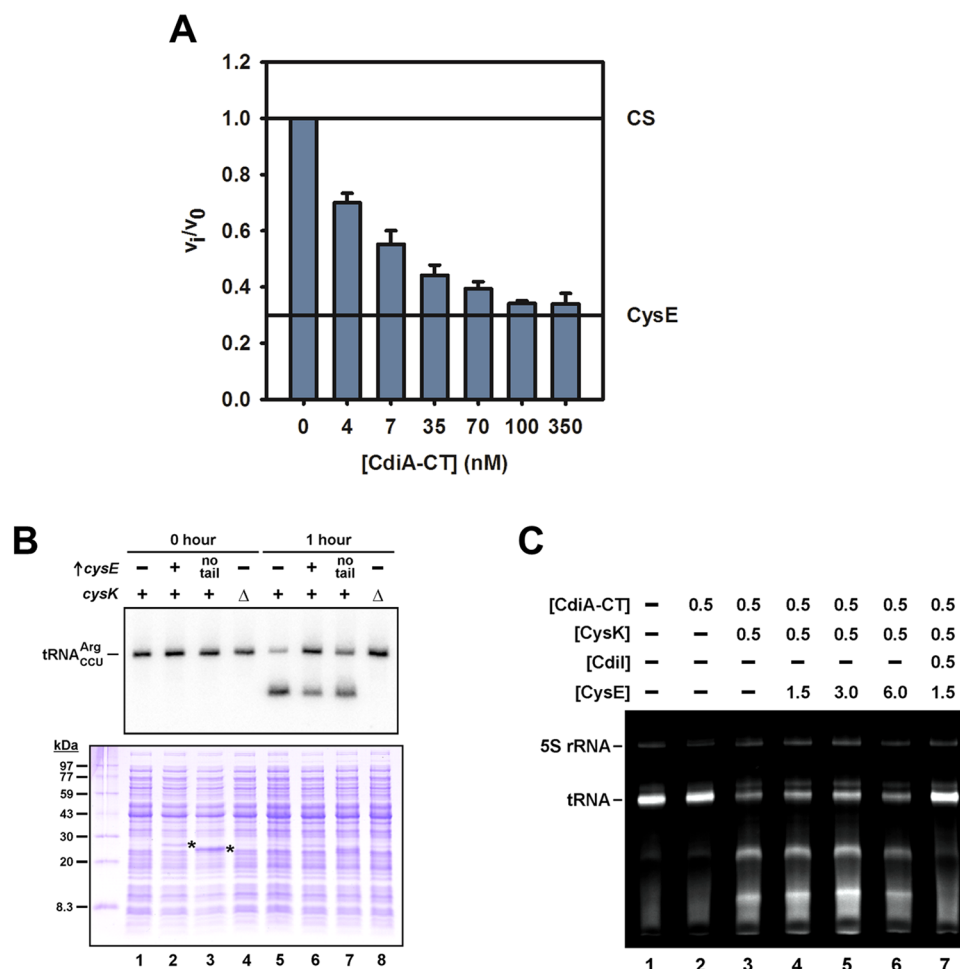 A
1.2
1.0
0.8
0.6
0.4
0.2
0.0
vi/v0
CS
CysE
0 4 7 35 70 100 350
[CdiA-CT] (nM)
B
0 hour 1 hour
↑cysE – + no tail – – + no tail –
cysK + + + Δ + + + Δ
tRNA Arg CCU –
kDa
97
77
59
43
30
20
8.3
* *
1 2 3 4 5 6 7 8
C
[CdiA-CT] – 0.5 0.5 0.5 0.5 0.5 0.5
[CysK] – – 0.5 0.5 0.5 0.5 0.5
[CdiI] – – – – – – 0.5
[CysE] – – – 1.5 3.0 6.0 1.5
5S rRNA –
tRNA –
1 2 3 4 5 6 7